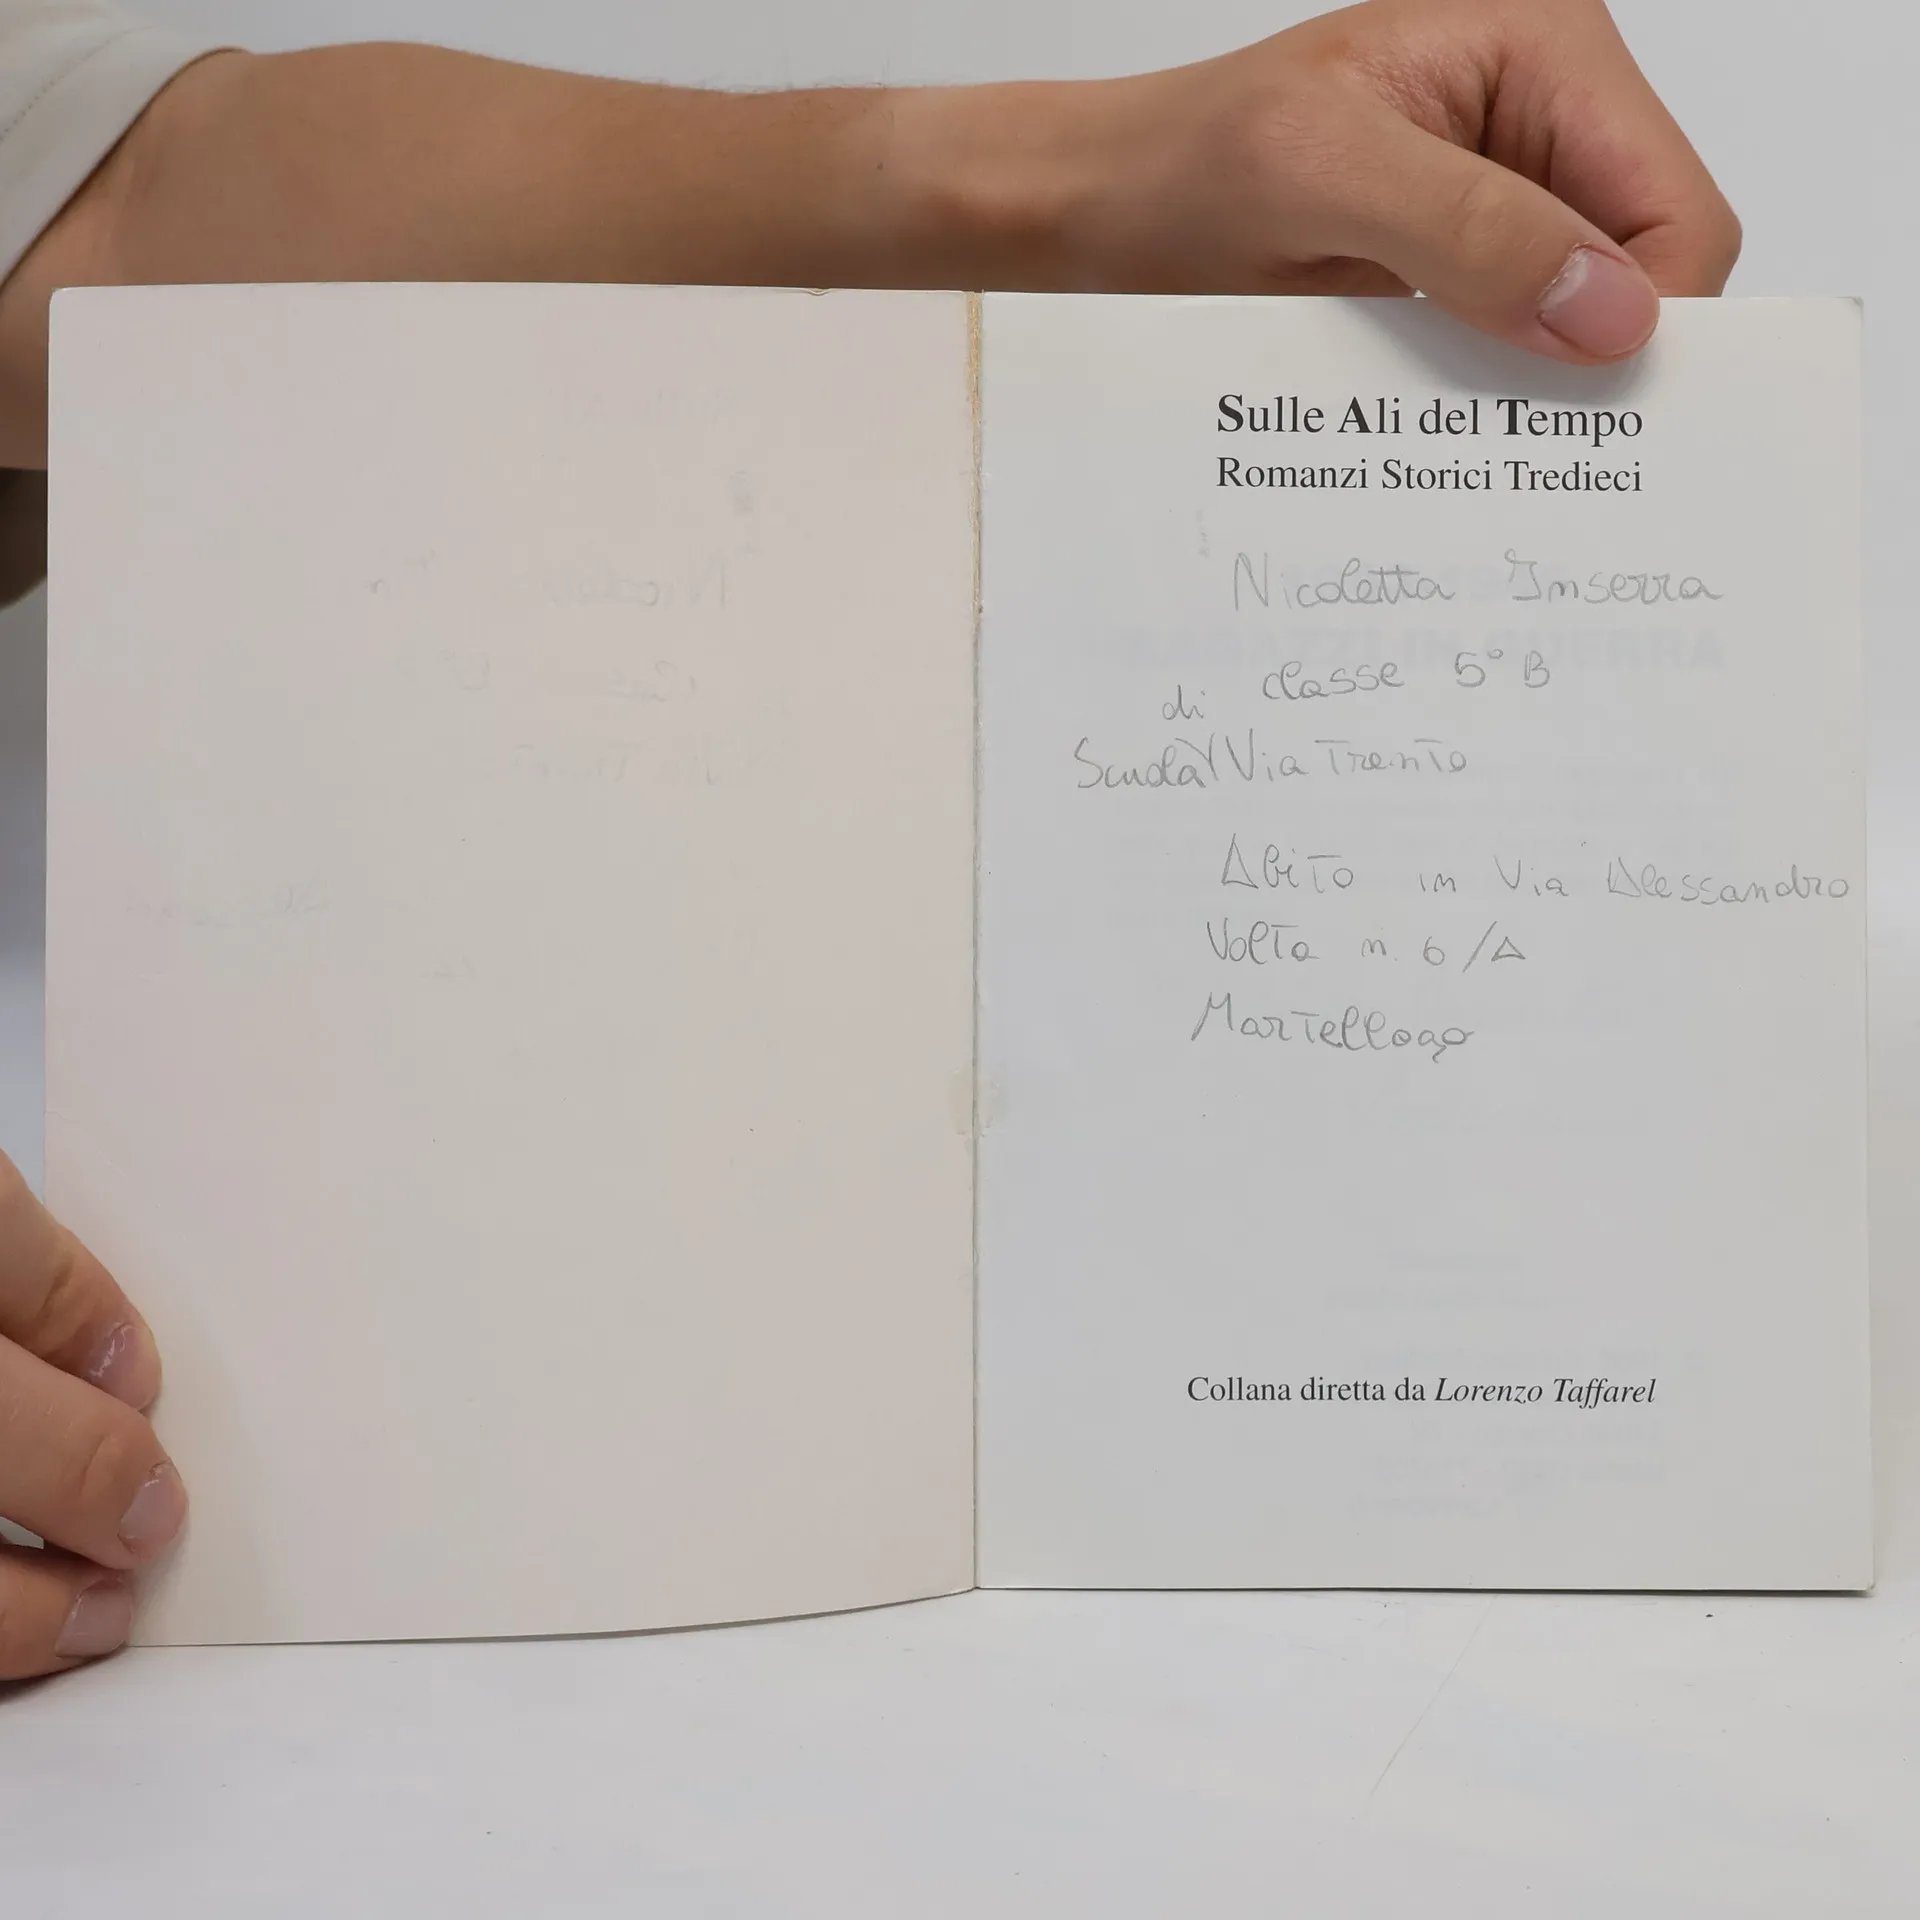 Sulle Ali del Tempo
Romanzi Storici Tredieci
Nicoletta Inserra
classe 5° B
di
Scuola Via Trento
Abito in Via Alessandro
Volta n. 6/A
Martellago
Collana diretta da Lorenzo Taffarel